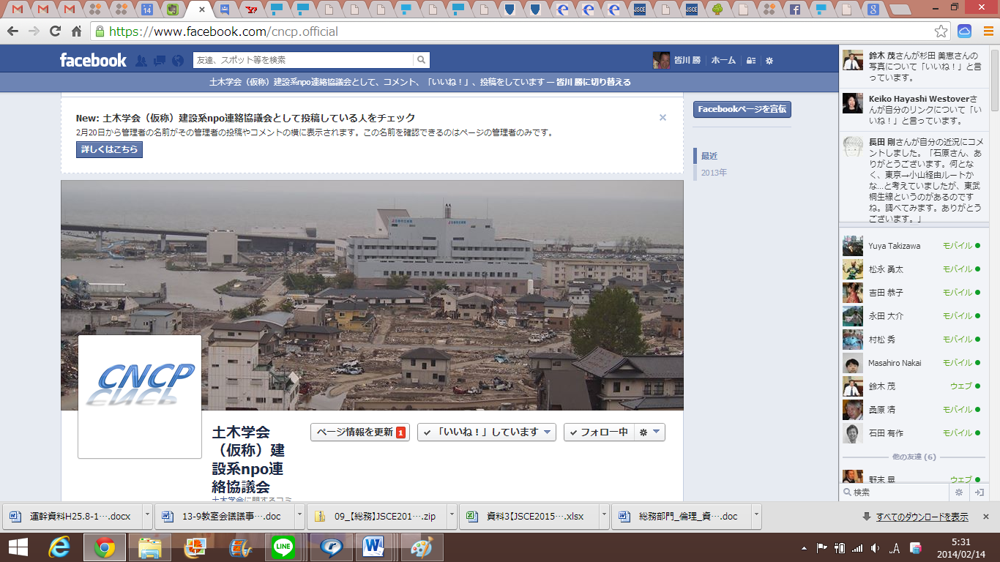 14
JSCE
JSCE
https://www.facebook.com/cncp.official
facebook
友達、スポット等を検索
皆川 勝
ホーム
土木学会（仮称）建設系npo連絡協議会として、コメント、「いいね！」、投稿をしています — 皆川 勝に切り替える
New: 土木学会（仮称）建設系npo連絡協議会として投稿している人をチェック
2月20日から管理者の名前がその管理者の投稿やコメントの横に表示されます。この名前を確認できるのはページの管理者のみです。
詳しくはこちら
Facebookページを宣伝
最近
2013年
CNCP
土木学会
（仮称）建
設系npo連
絡協議会
ページ情報を更新 1
「いいね！」しています
フォロー中
鈴木 茂さんが杉田 美恵さんの
写真について「いいね！」と言っ
ています。
Keiko Hayashi Westoverさ
んが自分のリンクについて「い
いね！」と言っています。
長田 剛さんが自分の近況にコメ
ントしました。「石原さん、あ
りがとうございます。何とな
く、東京→小山経由ルートか
な...と考えていましたが、東武
桐生線というのがあるのです
ね。調べてみます。ありがとう
ございます。」
Yuya Takizawa モバイル
松永 勇太 モバイル
吉田 恭子 モバイル
永田 大介 モバイル
村松 秀 モバイル
Masahiro Nakai モバイル
鈴木 茂 ウェブ
桑原 清 モバイル
石田 有作 モバイル
他の友達 (6)
ウェブ
検索
運幹資料H25.8-1….docx
13-9教室会議議事….doc
09_【総務】JSCE201….zip
資料3【JSCE2015….xlsx
総務部門_倫理_資….doc
すべてのダウンロードを表示
LINE
A
5:31
2014/02/14